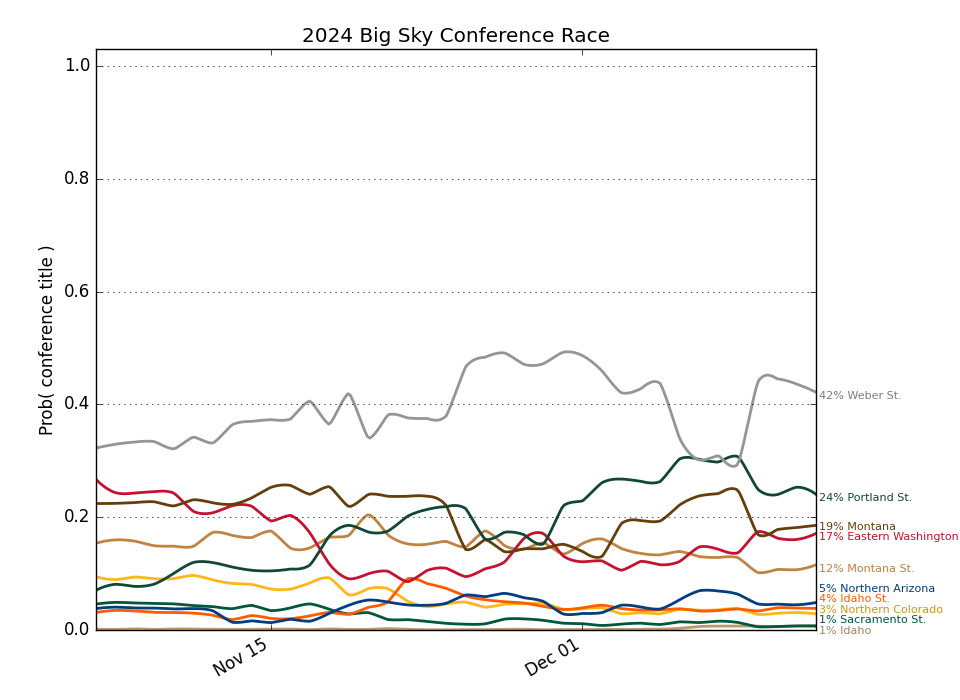 2024 Big Sky Conference Race
Prob( conference title )
1.0
0.8
0.6
0.4
0.2
0.0
Nov 15
Dec 01
42% Weber St.
24% Portland St.
19% Montana
17% Eastern Washington
12% Montana St.
5% Northern Arizona
4% Idaho St.
3% Northern Colorado
1% Sacramento St.
1% Idaho